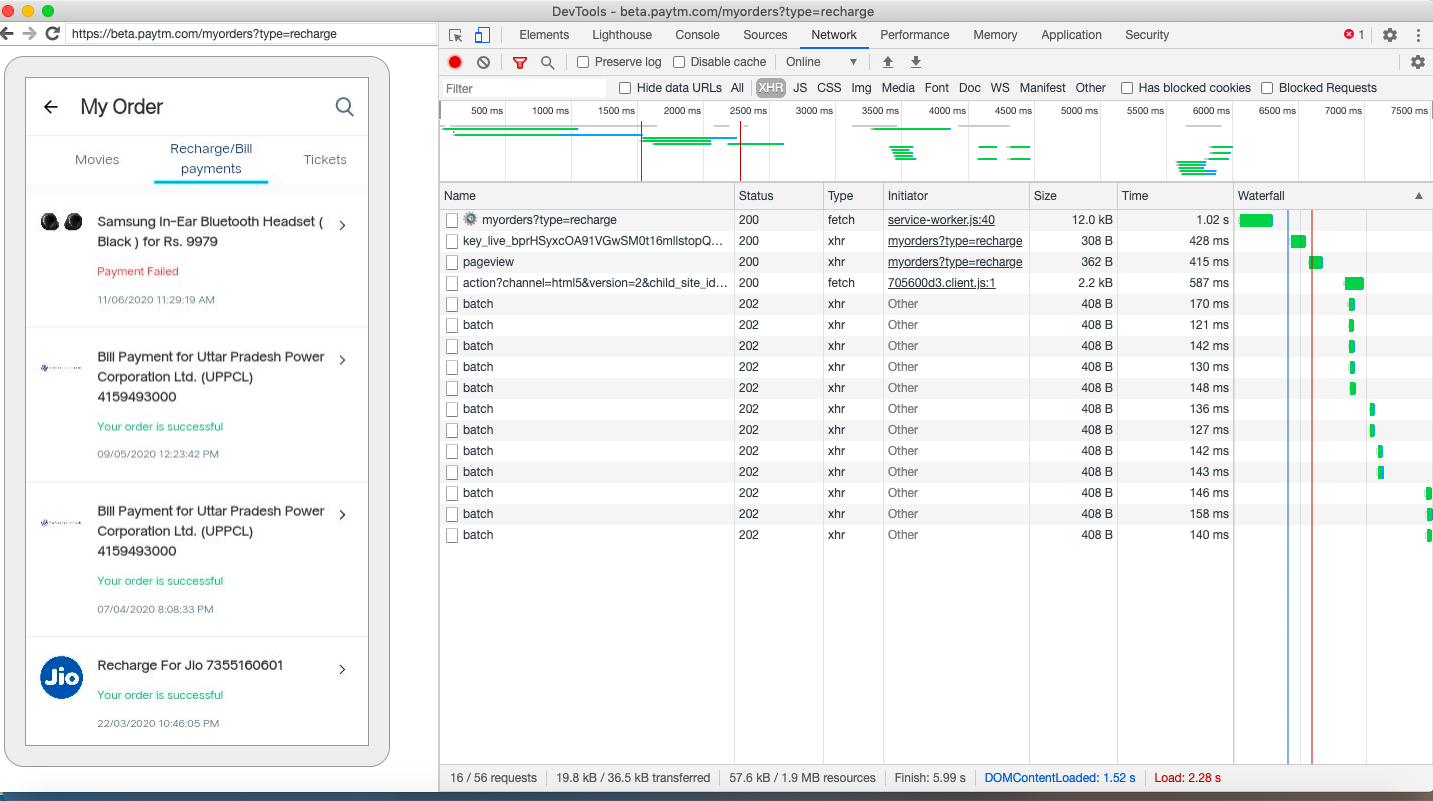 DevTools - beta.paytm.com/myorders?type=recharge
https://beta.paytm.com/myorders?type=recharge
My Order
Movies
Recharge/Bill
payments
Tickets
Samsung In-Ear Bluetooth Headset (
Black ) for Rs. 9979
Payment Failed
11/06/2020 11:29:19 AM
Bill Payment for Uttar Pradesh Power
Corporation Ltd. (UPPCL)
4159493000
Your order is successful
09/05/2020 12:23:42 PM
Bill Payment for Uttar Pradesh Power
Corporation Ltd. (UPPCL)
4159493000
Your order is successful
07/04/2020 8:08:33 PM
Jio
Recharge For Jio 7355160601
Your order is successful
22/03/2020 10:46:05 PM
Elements Lighthouse Console Sources Network Performance Memory Application Security 1
Preserve log Disable cache Online
Filter Hide data URLs All XHR JS CSS Img Media Font Doc WS Manifest Other Has blocked cookies Blocked Requests
500 ms 1000 ms 1500 ms 2000 ms 2500 ms 3000 ms 3500 ms 4000 ms 4500 ms 5000 ms 5500 ms 6000 ms 6500 ms 7000 ms 7500 ms
Name Status Type Initiator Size Time Waterfall
myorders?type=recharge 200 fetch service-worker.js:40 12.0 kB 1.02 s
key_live_bprHSyxcOA91VGwSM0t16mllstopQ... 200 xhr myorders?type=recharge 308 B 428 ms
pageview 200 xhr myorders?type=recharge 362 B 415 ms
action?channel=html5&version=2&child_site_id... 200 fetch 705600d3.client.js:1 2.2 kB 587 ms
batch 202 xhr Other 408 B 170 ms
batch 202 xhr Other 408 B 121 ms
batch 202 xhr Other 408 B 142 ms
batch 202 xhr Other 408 B 130 ms
batch 202 xhr Other 408 B 148 ms
batch 202 xhr Other 408 B 136 ms
batch 202 xhr Other 408 B 127 ms
batch 202 xhr Other 408 B 142 ms
batch 202 xhr Other 408 B 143 ms
batch 202 xhr Other 408 B 146 ms
batch 202 xhr Other 408 B 158 ms
batch 202 xhr Other 408 B 140 ms
16 / 56 requests 19.8 kB / 36.5 kB transferred 57.6 kB / 1.9 MB resources Finish: 5.99 s DOMContentLoaded: 1.52 s Load: 2.28 s